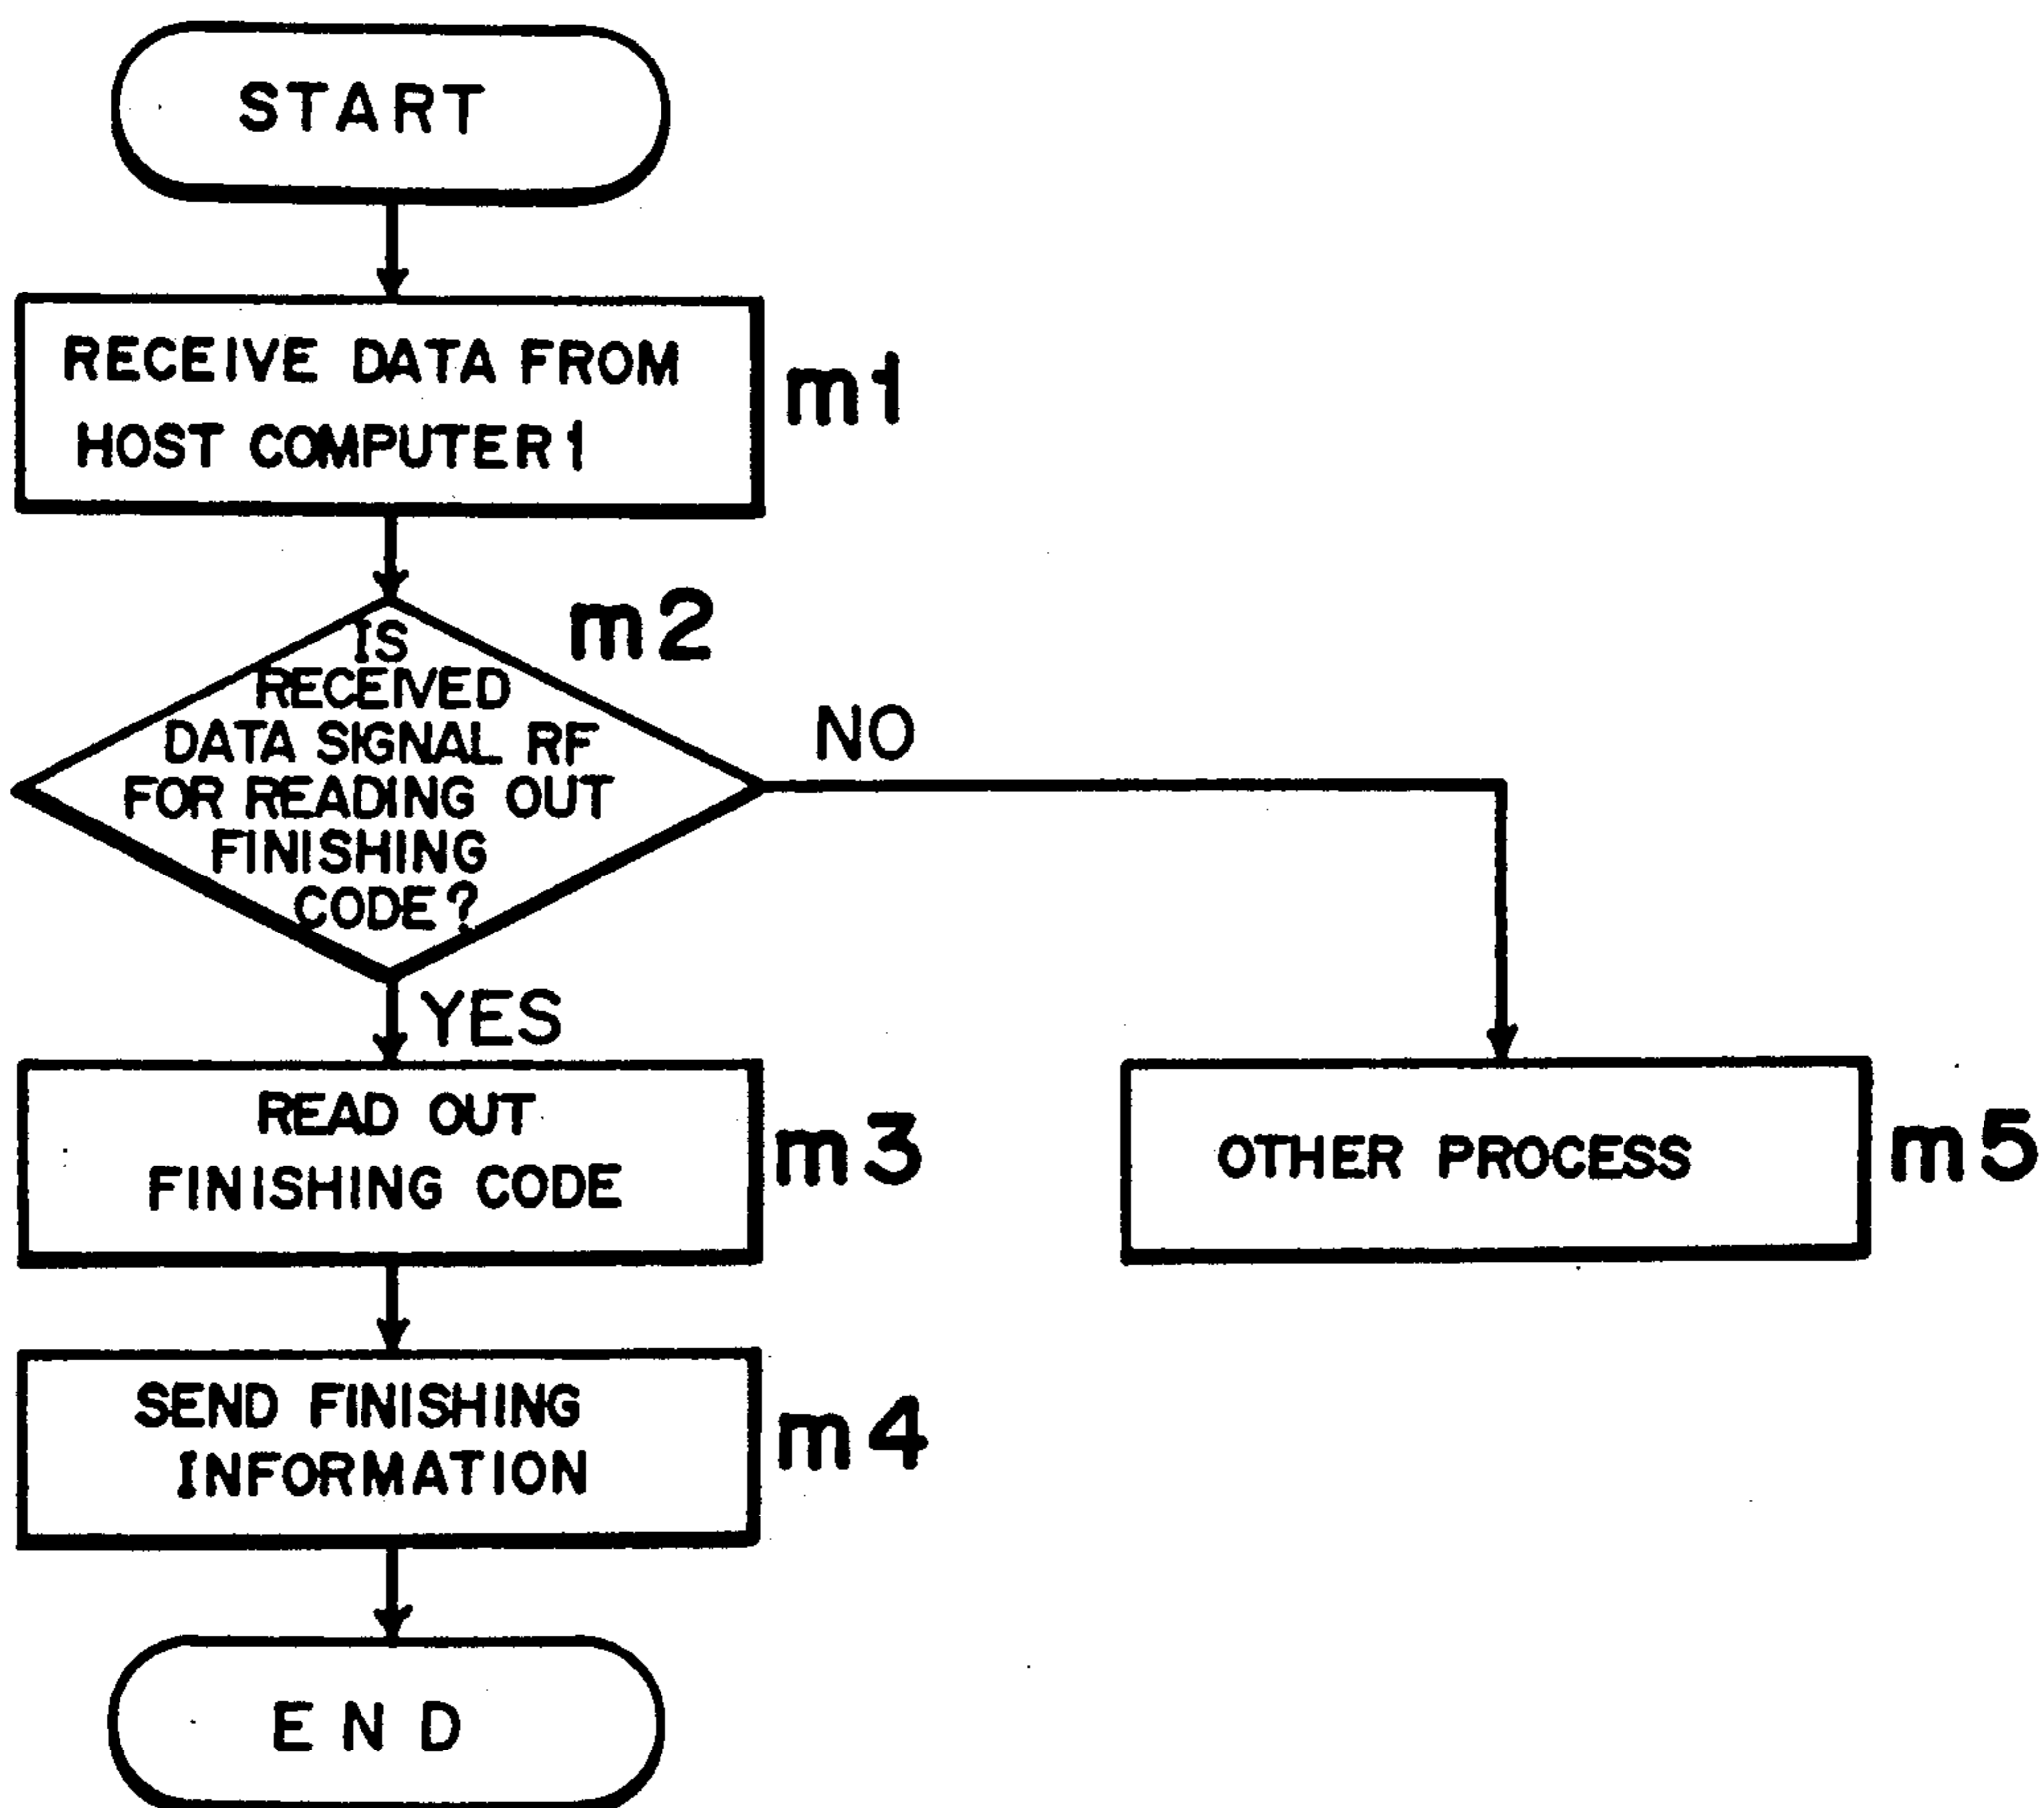 START
RECEIVE DATA FROM
HOST COMPUTER 1
m1
m2
IS
RECEIVED
DATA SIGNAL RF
FOR READING OUT
FINISHING
CODE?
NO
YES
READ OUT
FINISHING CODE
m3
OTHER PROCESS
m5
SEND FINISHING
INFORMATION
m4
END